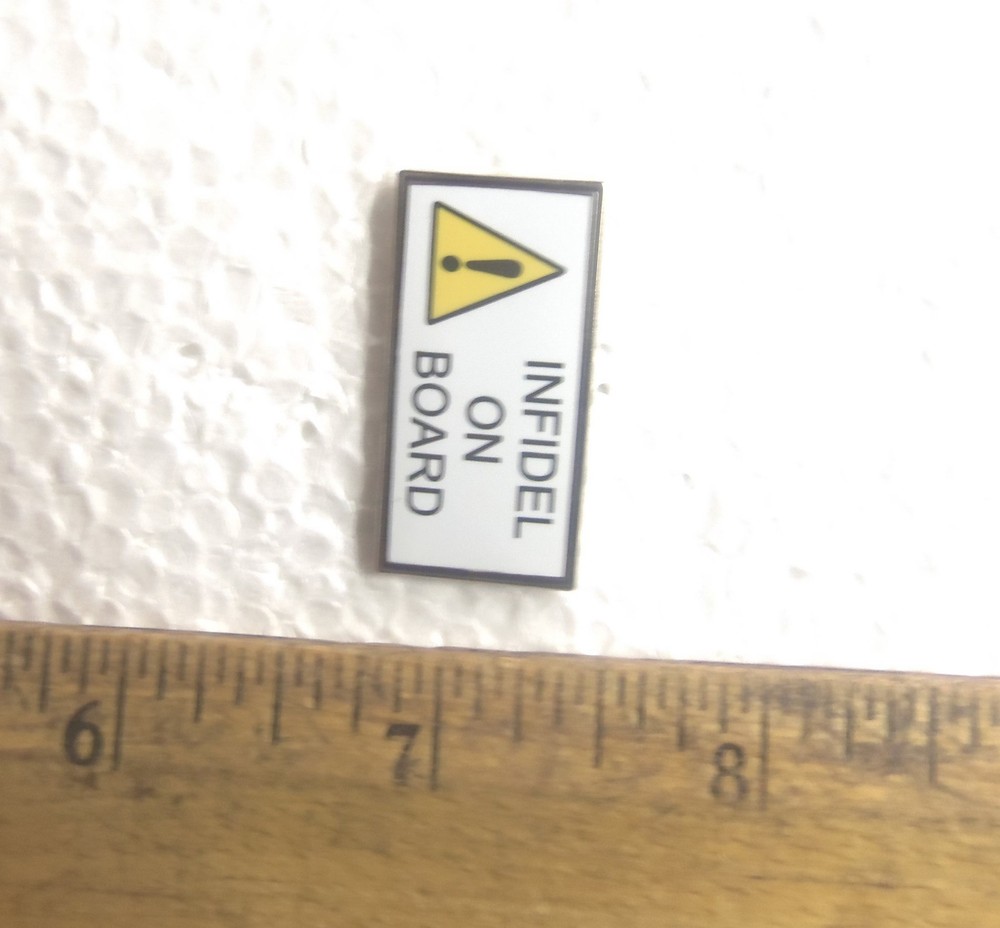 !
INFIDEL
ON
BOARD
6 7 8